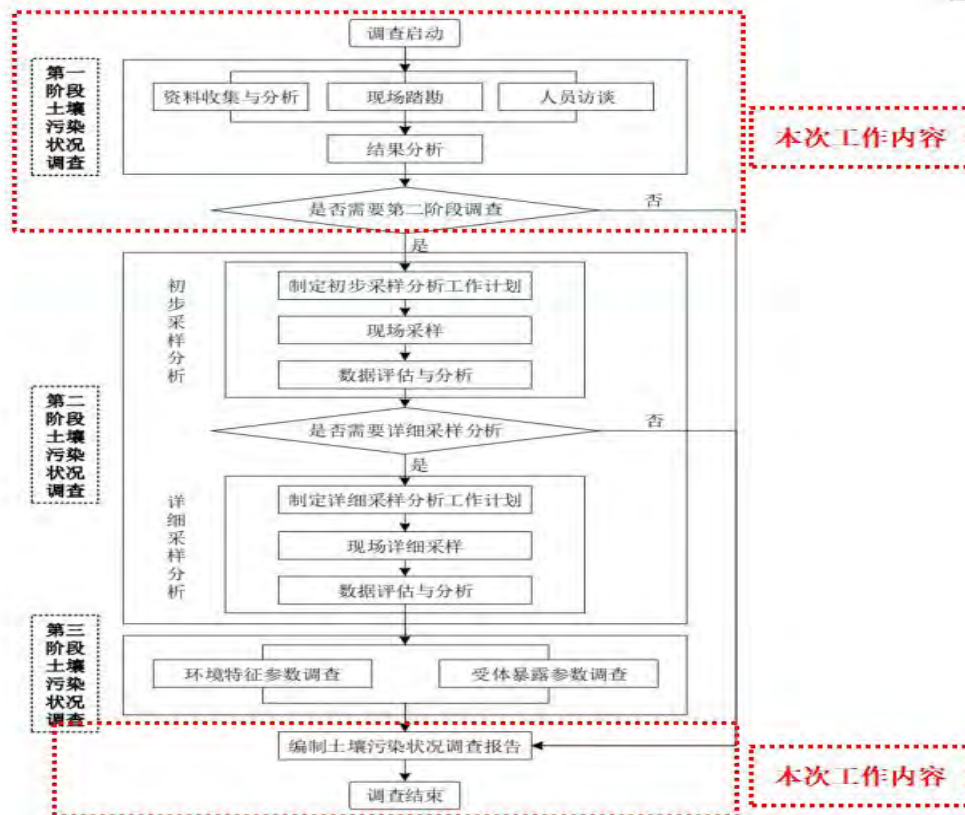 调查启动
第一阶段土壤污染状况调查
资料收集与分析
现场踏勘
人员访谈
本次工作内容
结果分析
是否需要第二阶段调查
否
是
初步采样分析
制定初步采样分析工作计划
现场采样
数据评估与分析
第二阶段土壤污染状况调查
是否需要详细采样分析
否
是
详细采样分析
制定详细采样分析工作计划
现场详细采样
数据评估与分析
第三阶段土壤污染状况调查
环境特征参数调查
受体暴露参数调查
编制土壤污染状况调查报告
本次工作内容
调查结束